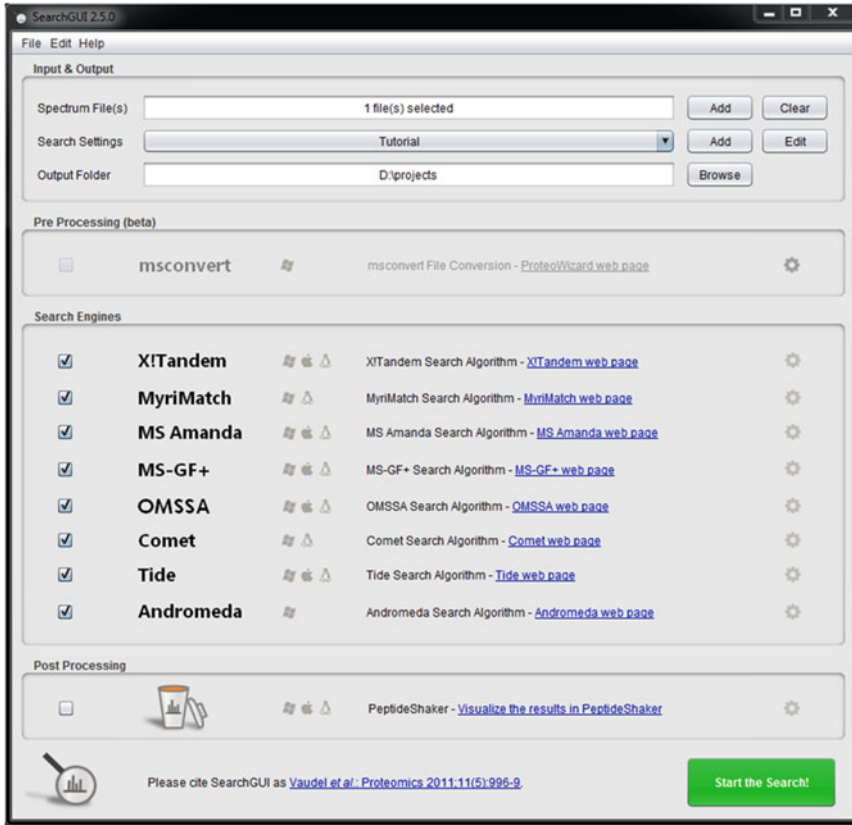 SearchGUI 2.5.0
File Edit Help
Input & Output
Spectrum File(s) 1 file(s) selected Add Clear
Search Settings Tutorial Add Edit
Output Folder D:\projects Browse
Pre Processing (beta)
msconvert msconvert File Conversion - ProteoWizard web page
Search Engines
X!Tandem X!Tandem Search Algorithm - X!Tandem web page
MyriMatch MyriMatch Search Algorithm - MyriMatch web page
MS Amanda MS Amanda Search Algorithm - MS Amanda web page
MS-GF+ MS-GF+ Search Algorithm - MS-GF+ web page
OMSSA OMSSA Search Algorithm - OMSSA web page
Comet Comet Search Algorithm - Comet web page
Tide Tide Search Algorithm - Tide web page
Andromeda Andromeda Search Algorithm - Andromeda web page
Post Processing
PeptideShaker - Visualize the results in PeptideShaker
Please cite SearchGUI as Vaudel et al.: Proteomics 2011;11(5):996-9. Start the Search!